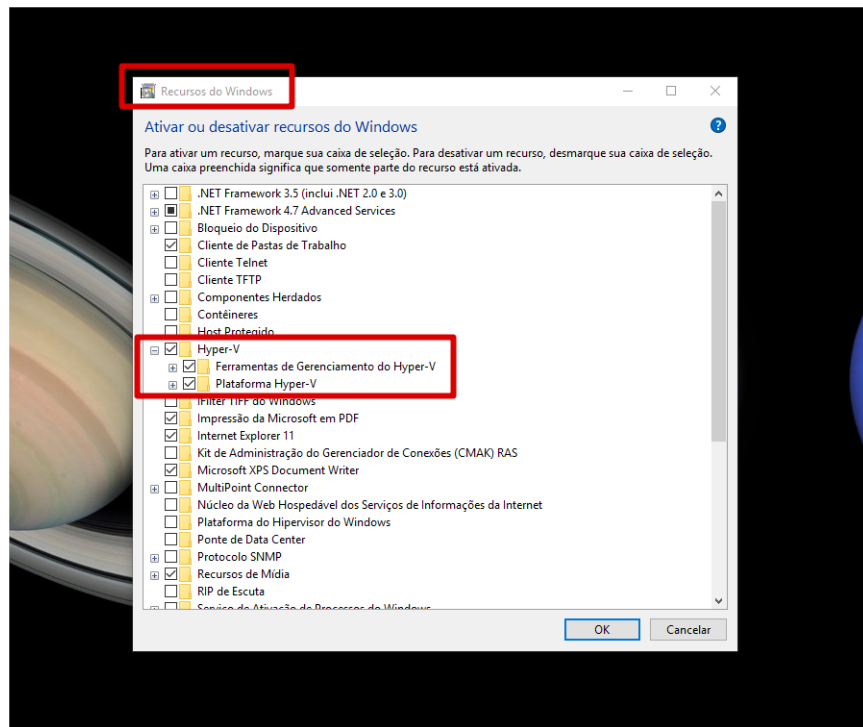 Recursos do Windows
Ativar ou desativar recursos do Windows
Para ativar um recurso, marque sua caixa de seleção. Para desativar um recurso, desmarque sua caixa de seleção.
Uma caixa preenchida significa que somente parte do recurso está ativada.
.NET Framework 3.5 (inclui .NET 2.0 e 3.0)
.NET Framework 4.7 Advanced Services
Bloqueio do Dispositivo
Cliente de Pastas de Trabalho
Cliente Telnet
Cliente TFTP
Componentes Herdados
Contêineres
Host Protegido
Hyper-V
Ferramentas de Gerenciamento do Hyper-V
Plataforma Hyper-V
IFilter TIFF do Windows
Impressão da Microsoft em PDF
Internet Explorer 11
Kit de Administração do Gerenciador de Conexões (CMAK) RAS
Microsoft XPS Document Writer
MultiPoint Connector
Núcleo da Web Hospedável dos Serviços de Informações da Internet
Plataforma do Hipervisor do Windows
Ponte de Data Center
Protocolo SNMP
Recursos de Mídia
RIP de Escuta
Serviço de Ativação de Processos do Windows
OK Cancelar